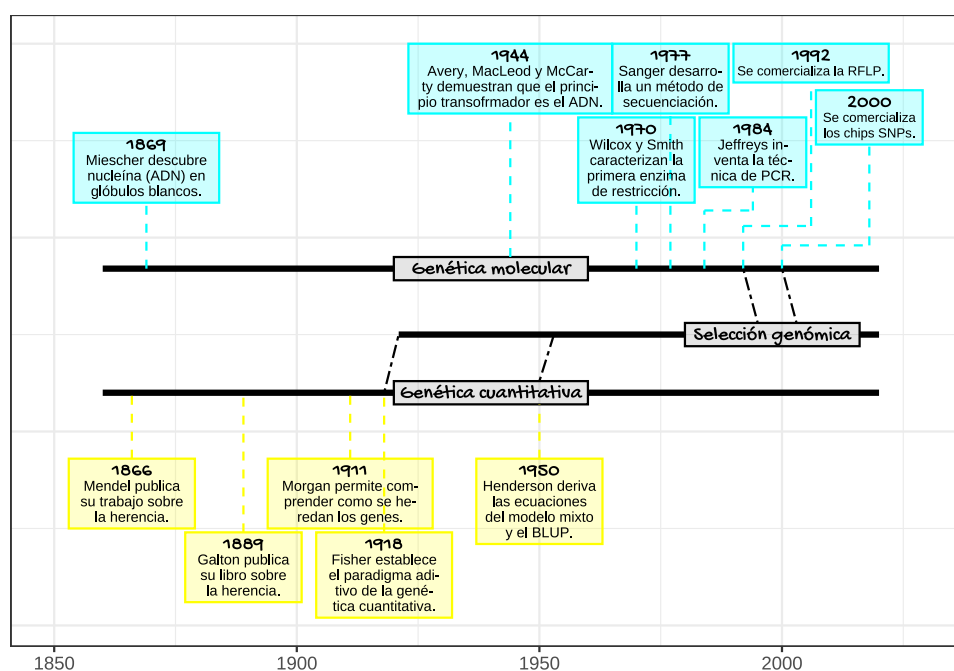 1944
Avery, MacLeod y McCar-
ty demuestran que el princi-
pio transofrmador es el ADN.
1977
Sanger desarro-
lla un método de
secuenciación.
1992
Se comercializa la RFLP.
2000
Se comercializa
los chips SNPs.
1869
Miescher descubre
nucleína (ADN) en
glóbulos blancos.
1970
Wilcox y Smith
caracterizan la
primera enzima
de restricción.
1984
Jeffreys in-
venta la téc-
nica de PCR.
Genética molecular
Selección genómica
Genética cuantitativa
1866
Mendel publica
su trabajo sobre
la herencia.
1911
Morgan permite com-
prender como se he-
redan los genes.
1950
Henderson deriva
las ecuaciones
del modelo mixto
y el BLUP.
1889
Galton publica
su libro sobre
la herencia.
1918
Fisher establece
el paradigma adi-
tivo de la gené-
tica cuantitativa.
1850
1900
1950
2000